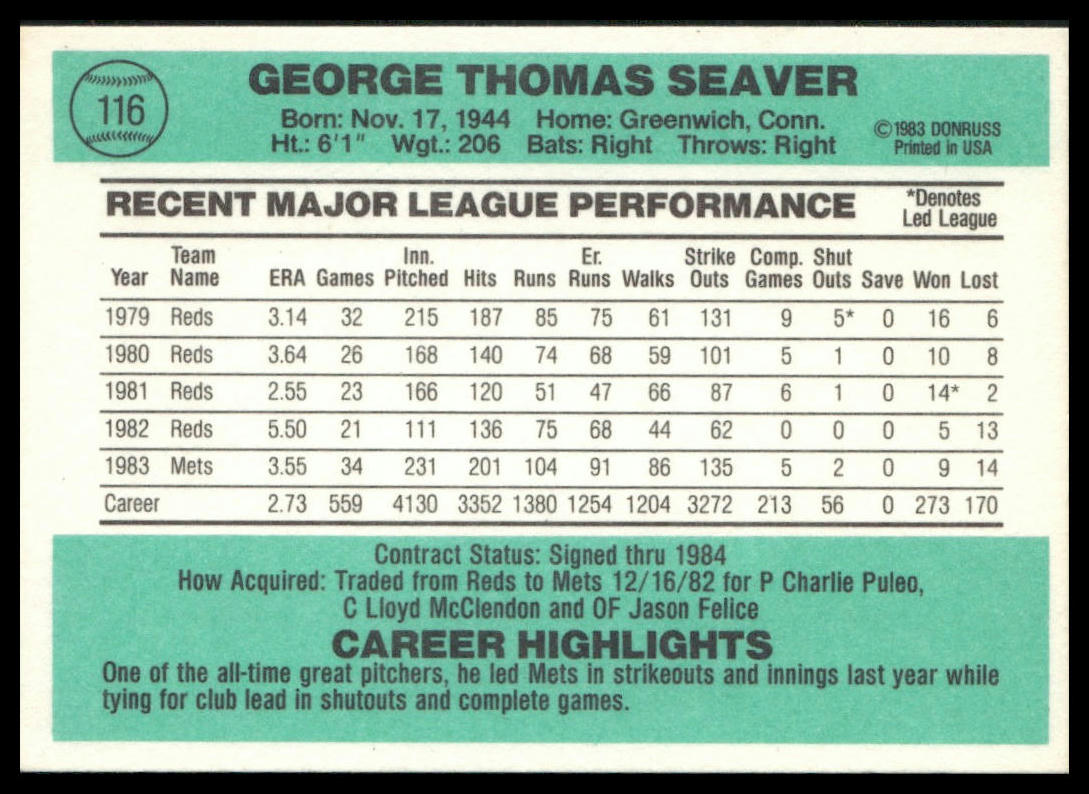 116
GEORGE THOMAS SEAVER
Born: Nov. 17, 1944 Home: Greenwich, Conn.
Ht.: 6'1" Wgt.: 206 Bats: Right Throws: Right
©1983 DONRUSS
Printed in USA
RECENT MAJOR LEAGUE PERFORMANCE
*Denotes
Led League
Year Team Name ERA Games Inn. Pitched Hits Runs Er. Runs Walks Strike Outs Comp. Games Shut Outs Save Won Lost
1979 Reds 3.14 32 215 187 85 75 61 131 9 5* 0 16 6
1980 Reds 3.64 26 168 140 74 68 59 101 5 1 0 10 8
1981 Reds 2.55 23 166 120 51 47 66 87 6 1 0 14* 2
1982 Reds 5.50 21 111 136 75 68 44 62 0 0 0 5 13
1983 Mets 3.55 34 231 201 104 91 86 135 5 2 0 9 14
Career 2.73 559 4130 3352 1380 1254 1204 3272 213 56 0 273 170
Contract Status: Signed thru 1984
How Acquired: Traded from Reds to Mets 12/16/82 for P Charlie Puleo,
C Lloyd McClendon and OF Jason Felice
CAREER HIGHLIGHTS
One of the all-time great pitchers, he led Mets in strikeouts and innings last year while
tying for club lead in shutouts and complete games.